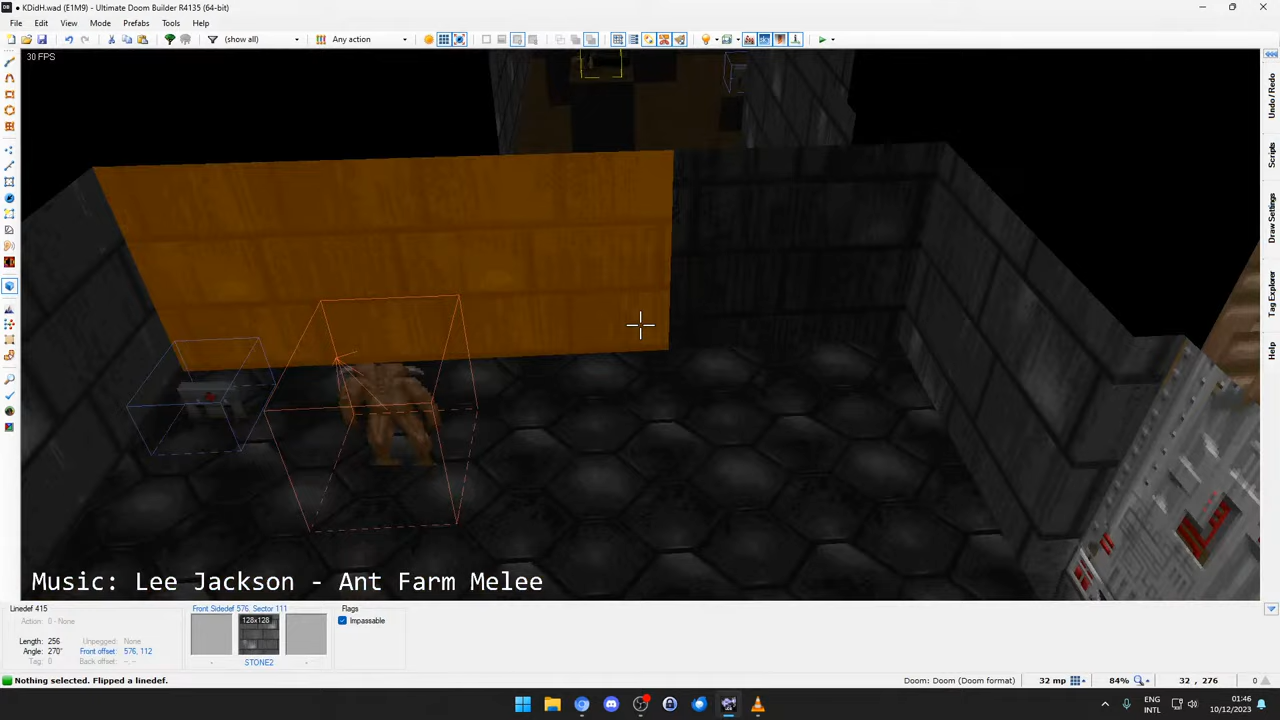 KDidH.wad (E1M9) - Ultimate Doom Builder R4135 (64-bit)
File Edit View Mode Prefabs Tools Help
(show all)
Any action
30 FPS
Undo / Redo
Scripts
Draw Settings
Tag Explorer
Help
Music: Lee Jackson - Ant Farm Melee
Linedef 415
Action: 0 - None
Length: 256
Angle: 270°
Tag: 0
Unpegged: None
Front offset: 576, 112
Back offset: --, --
Front Sidedef 576. Sector 111
-
128x128
STONE2
-
Flags
Impassable
Nothing selected. Flipped a linedef.
Doom: Doom (Doom format)
32 mp
84%
32 , 276
0
ENG
INTL
01:46
10/12/2023